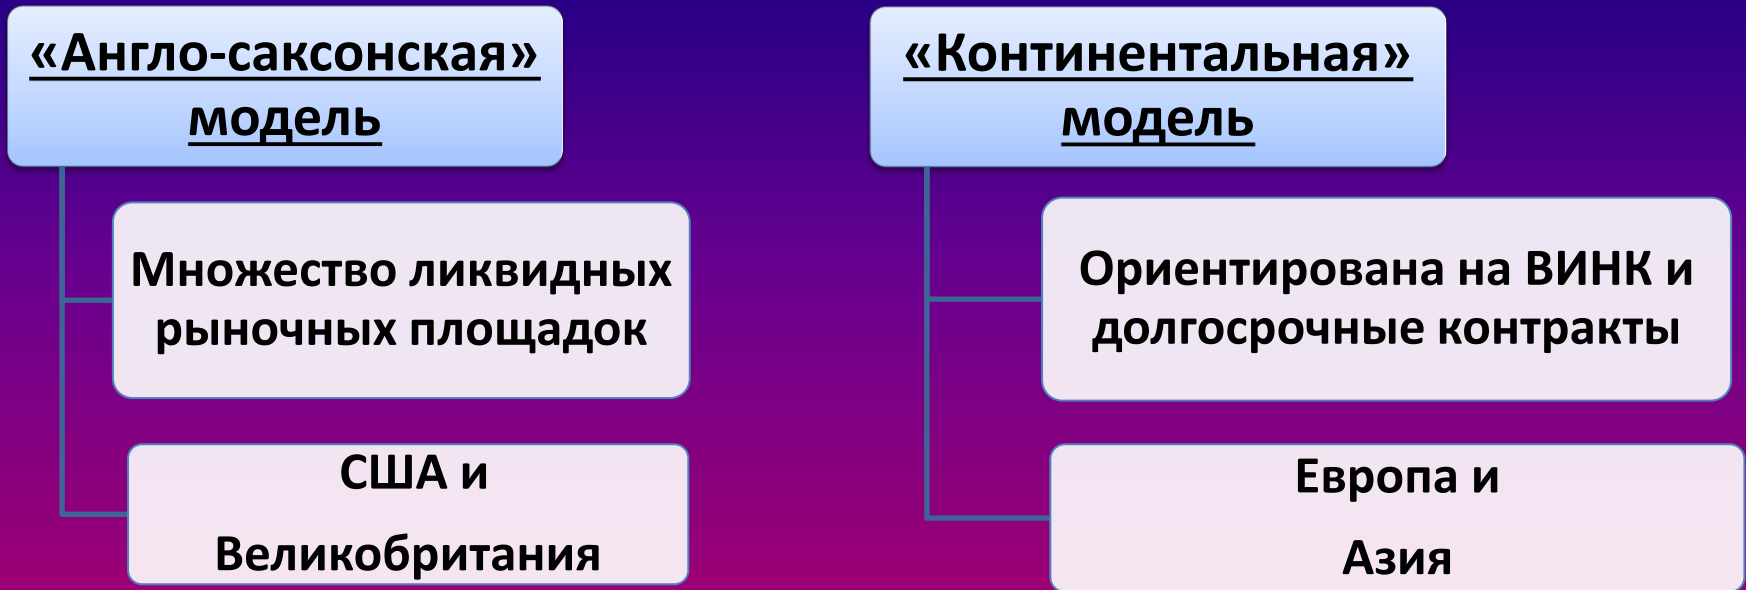 «Англо-саксонская»
модель
Множество ликвидных
рыночных площадок
США и
Великобритания
«Континентальная»
модель
Ориентирована на ВИНК и
долгосрочные контракты
Европа и
Азия